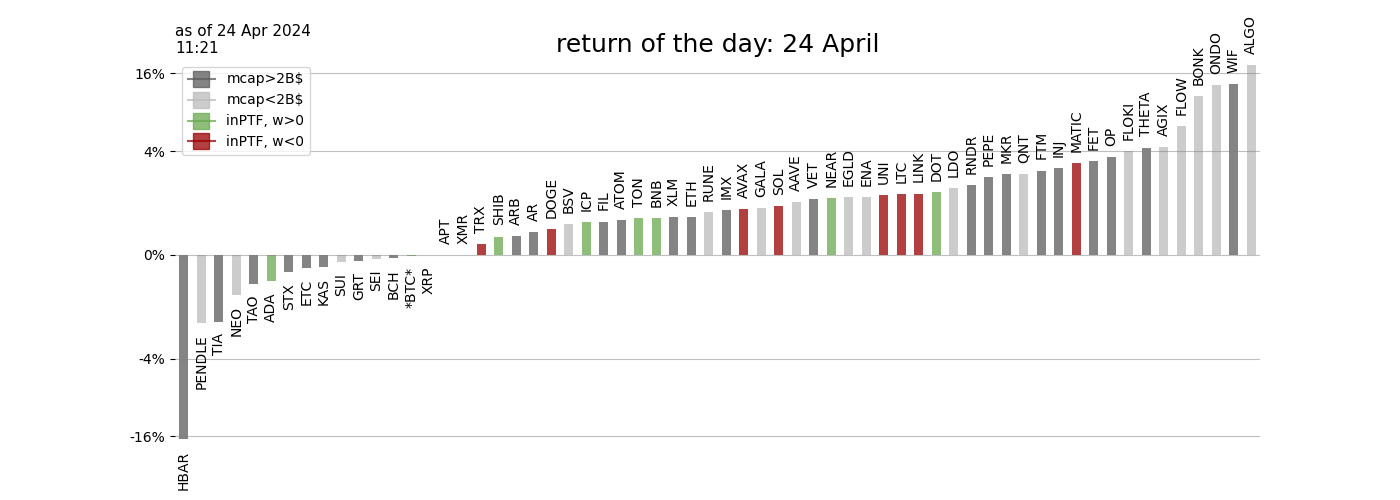 as of 24 Apr 2024
11:21
return of the day: 24 April
mcap>2B$
mcap<2B$
inPTF, w>0
inPTF, w<0
16%
4%
0%
-4%
-16%
HBAR
PENDLE
TIA
NEO
TAO
ADA
STX
ETC
KAS
SUI
GRT
SEI
BCH
*BTC*
XRP
APT
XMR
TRX
SHIB
ARB
AR
DOGE
BSV
ICP
FIL
ATOM
TON
BNB
XLM
ETH
RUNE
IMX
AVAX
GALA
SOL
AAVE
VET
NEAR
EGLD
ENA
UNI
LTC
LINK
DOT
LDO
RNDR
PEPE
MKR
QNT
FTM
INJ
MATIC
FET
OP
FLOKI
THETA
AGIX
FLOW
BONK
ONDO
WIF
ALGO